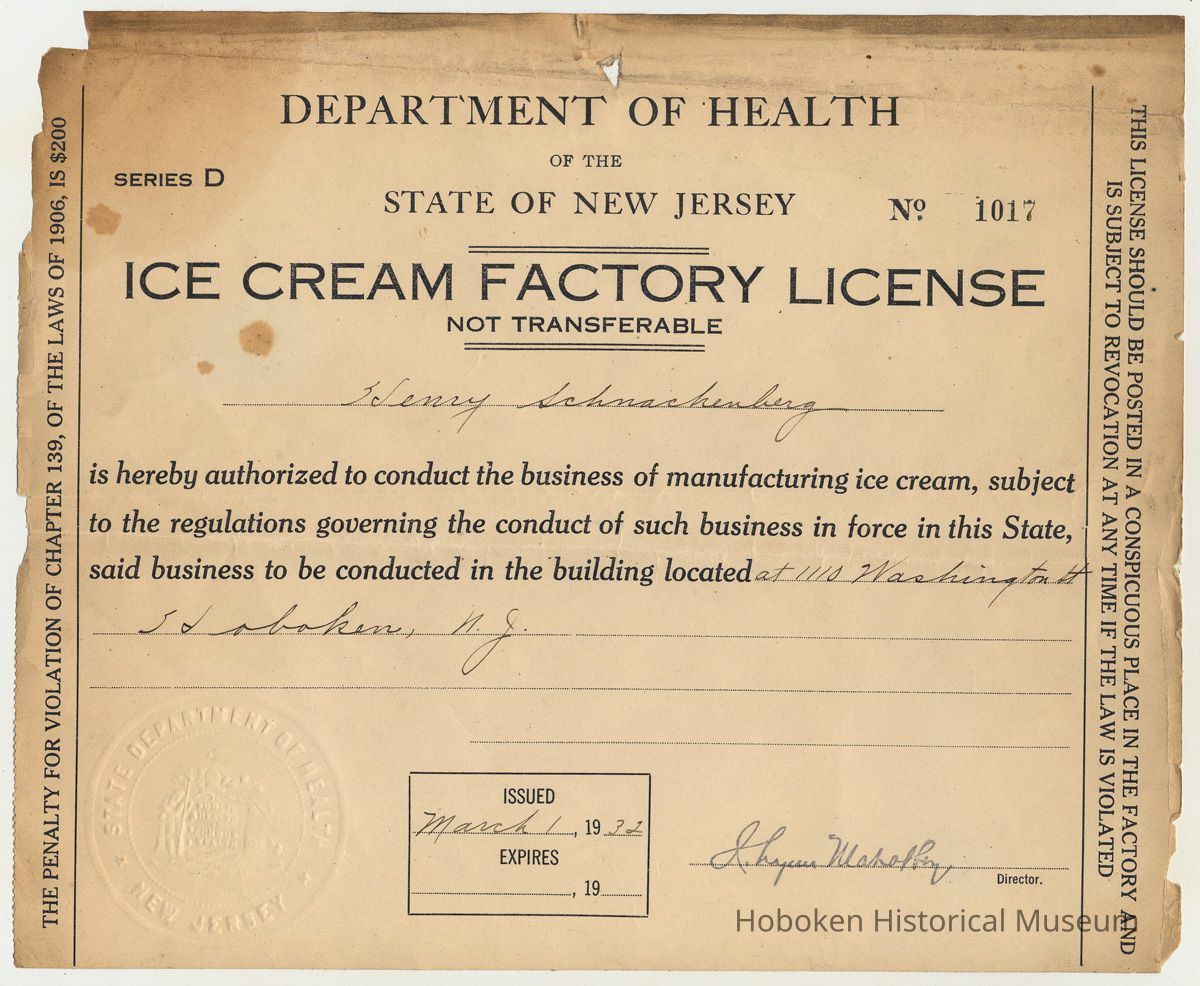 DEPARTMENT OF HEALTH
OF THE
SERIES D
STATE OF NEW JERSEY
No 1017
ICE CREAM FACTORY LICENSE
NOT TRANSFERABLE
Henry Schnackenberg
is hereby authorized to conduct the business of manufacturing ice cream, subject
to the regulations governing the conduct of such business in force in this State,
said business to be conducted in the building located at 1110 Washington St
Hoboken, N. J.
STATE DEPARTMENT OF HEALTH
NEW JERSEY
ISSUED
March 1, 1932
EXPIRES
, 19
Director.
THE PENALTY FOR VIOLATION OF CHAPTER 139, OF THE LAWS OF 1906, IS $200
THIS LICENSE SHOULD BE POSTED IN A CONSPICUOUS PLACE IN THE FACTORY AND
IS SUBJECT TO REVOCATION AT ANY TIME IF THE LAW IS VIOLATED
Hoboken Historical Museum